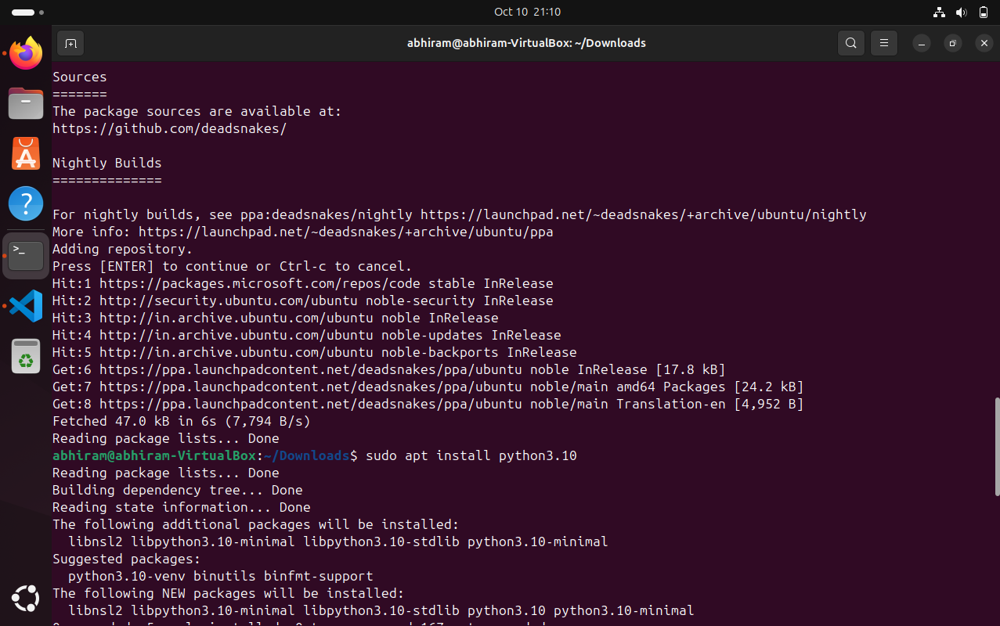 Oct 10 21:10
abhiram@abhiram-VirtualBox: ~/Downloads
Sources
=======
The package sources are available at:
https://github.com/deadsnakes/
Nightly Builds
==============
For nightly builds, see ppa:deadsnakes/nightly https://launchpad.net/~deadsnakes/+archive/ubuntu/nightly
More info: https://launchpad.net/~deadsnakes/+archive/ubuntu/ppa
Adding repository.
Press [ENTER] to continue or Ctrl-c to cancel.
Hit:1 https://packages.microsoft.com/repos/code stable InRelease
Hit:2 http://security.ubuntu.com/ubuntu noble-security InRelease
Hit:3 http://in.archive.ubuntu.com/ubuntu noble InRelease
Hit:4 http://in.archive.ubuntu.com/ubuntu noble-updates InRelease
Hit:5 http://in.archive.ubuntu.com/ubuntu noble-backports InRelease
Get:6 https://ppa.launchpadcontent.net/deadsnakes/ppa/ubuntu noble InRelease [17.8 kB]
Get:7 https://ppa.launchpadcontent.net/deadsnakes/ppa/ubuntu noble/main amd64 Packages [24.2 kB]
Get:8 https://ppa.launchpadcontent.net/deadsnakes/ppa/ubuntu noble/main Translation-en [4,952 B]
Fetched 47.0 kB in 6s (7,794 B/s)
Reading package lists... Done
abhiram@abhiram-VirtualBox:~/Downloads$ sudo apt install python3.10
Reading package lists... Done
Building dependency tree... Done
Reading state information... Done
The following additional packages will be installed:
  libnsl2 libpython3.10-minimal libpython3.10-stdlib python3.10-minimal
Suggested packages:
  python3.10-venv binutils binfmt-support
The following NEW packages will be installed:
  libnsl2 libpython3.10-minimal libpython3.10-stdlib python3.10 python3.10-minimal